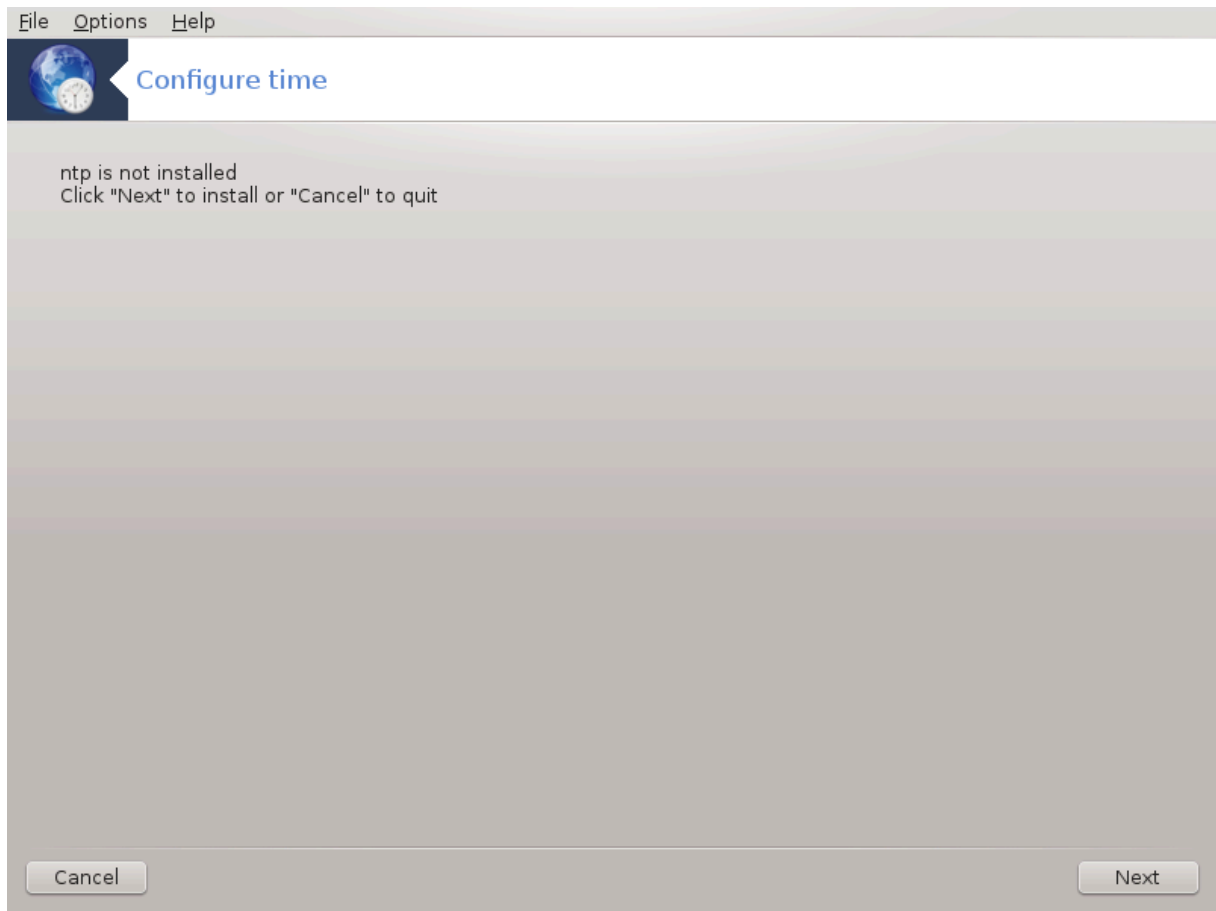 File Options Help
Configure time
ntp is not installed
Click "Next" to install or "Cancel" to quit
Cancel Next